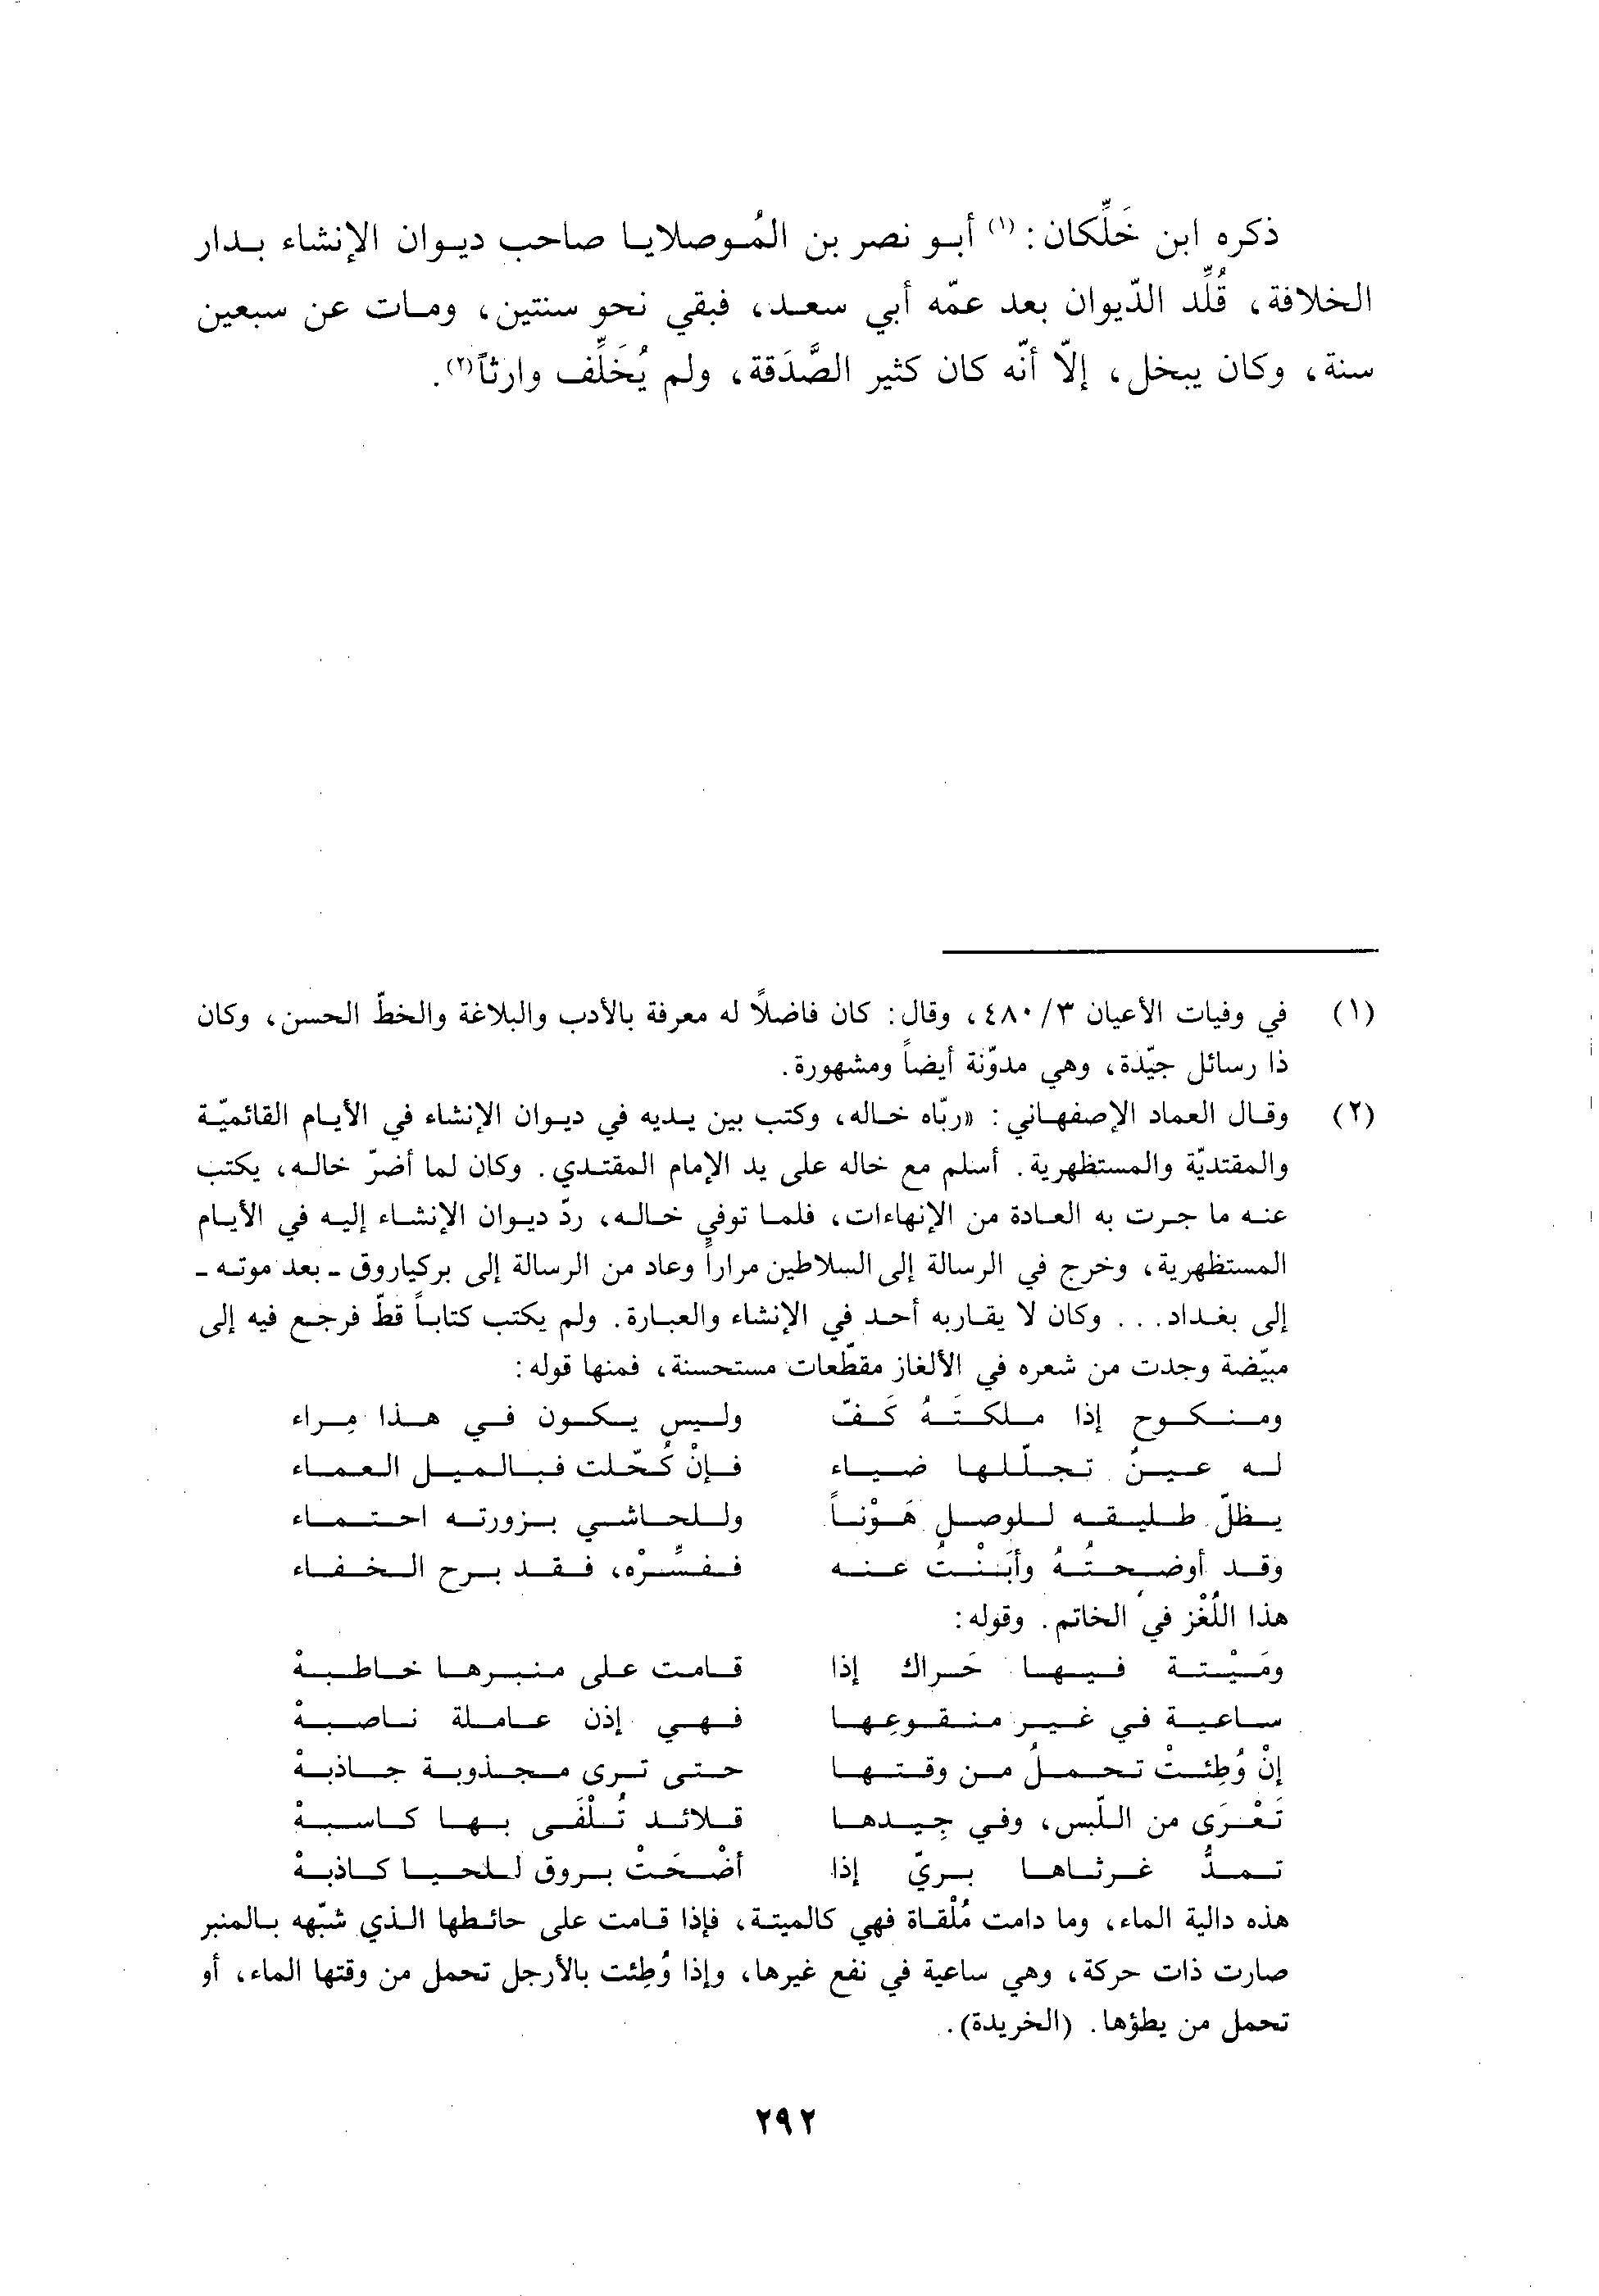 ذكره ابن خَلِّكان: (١) أبو نصر بن المُوصلايا صاحب ديوان الإنشاء بدار
الخلافة، قُلِّد الدّيوان بعد عمّه أبي سعد، فبقي نحو سنتين، ومات عن سبعين
سنة، وكان يبخل، إلاّ أنّه كان كثير الصَّدَقة، ولم يُخَلِّف وارثاً(٢).
(١) في وفيات الأعيان ٣/ ٤٨٠، وقال: كان فاضلاً له معرفة بالأدب والبلاغة والخطّ الحسن، وكان
ذا رسائل جيّدة، وهي مدوّنة أيضاً ومشهورة.
(٢) وقال العماد الإصفهاني: «ربّاه خاله، وكتب بين يديه في ديوان الإنشاء في الأيام القائميّة
والمقتديّة والمستظهرية. أسلم مع خاله على يد الإمام المقتدي. وكان لما أضرّ خاله، يكتب
عنه ما جرت به العادة من الإنهاءات، فلما توفي خاله، ردّ ديوان الإنشاء إليه في الأيام
المستظهرية، وخرج في الرسالة إلى السلاطين مراراً وعاد من الرسالة إلى بركياروق ـ بعد موته ـ
إلى بغداد... وكان لا يقاربه أحد في الإنشاء والعبارة. ولم يكتب كتاباً قطّ فرجع فيه إلى
مبيّضة وجدت من شعره في الألغاز مقطّعات مستحسنة، فمنها قوله:
ومنكوح إذا ملكتَهُ كَفّ وليس يكون في هذا مِراء
له عينٌ تجلّلها ضياء فإنْ كُحّلت فبالميل العماء
يظلّ طليقه للوصل هَوْناً وللحاشي بزورته احتماء
وقد أوضحتُهُ وأبَنْتُ عنه ففسِّرْه، فقد برح الخفاء
هذا اللُغْز في الخاتم. وقوله:
ومَيْتة فيها حَراك إذا قامت على منبرها خاطبهْ
ساعية في غير منقوعِها فهي إذن عاملة ناصبهْ
إنْ وُطِئتْ تحملُ من وقتها حتى ترى مجذوبة جاذبهْ
تَعْرَى من اللّبس، وفي جِيدها قلائد تُلْفَى بها كاسبهْ
تمدُّ غرثاها بريّ إذا أضْحَتْ بروق للحيا كاذبهْ
هذه دالية الماء، وما دامت مُلْقاة فهي كالميتة، فإذا قامت على حائطها الذي شبّهه بالمنبر
صارت ذات حركة، وهي ساعية في نفع غيرها، وإذا وُطِئت بالأرجل تحمل من وقتها الماء، أو
تحمل من يطؤها. (الخريدة).
٢٩٢